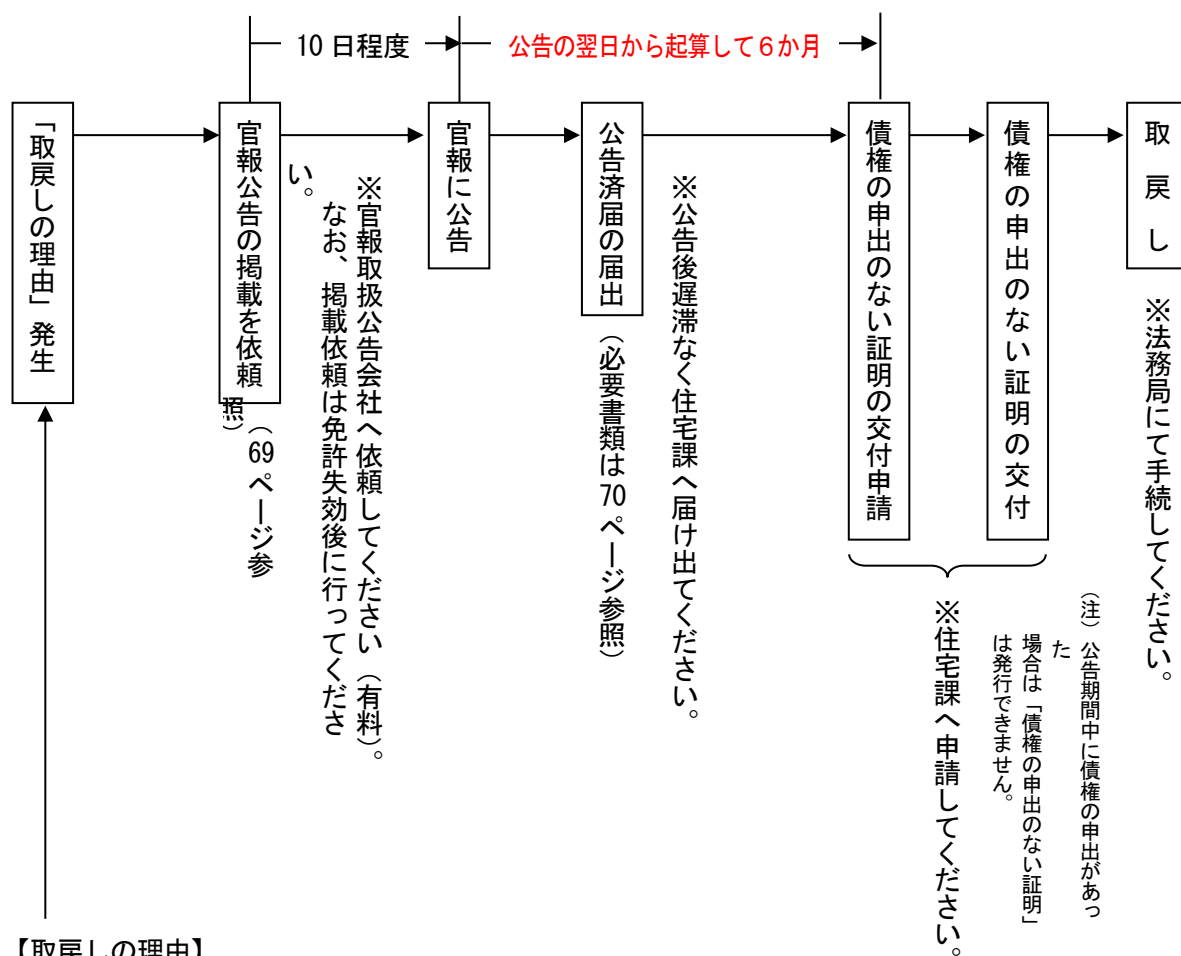 10 日程度
公告の翌日から起算して６か月
「取戻しの理由」発生
官報公告の掲載を依頼
（69 ページ参
照）
※官報取扱公告会社へ依頼してください（有料）。
なお、掲載依頼は免許失効後に行ってくださ
い。
官報に公告
公告済届の届出
（必要書類は 70 ページ参照）
※公告後遅滞なく住宅課へ届け出てください。
債権の申出のない証明の交付申請
債権の申出のない証明の交付
※住宅課へ申請してください。
（注）公告期間中に債権の申出があっ
た
場合は「債権の申出のない証明」
は発行できません。
取戻し
※法務局にて手続してください。
【取戻しの理由】